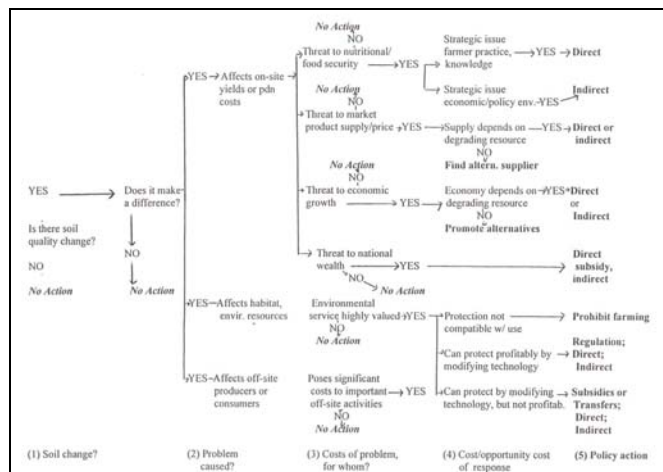 No Action
NO
Threat to nutritional/
food security
YES
Strategic issue
farmer practice,
knowledge
YES
Direct
YES
Affects on-site
yields or pdn
costs
No Action
NO
Strategic issue
economic/policy env.
YES
Indirect
Threat to market
product supply/price
YES
Supply depends on
degrading resource
YES
Direct or
indirect
NO
Find altern. supplier
No Action
NO
YES
Does it make
a difference?
Threat to economic
growth
YES
Economy depends on
degrading resource
YES
Direct
or
Indirect
NO
Promote alternatives
Is there soil
quality change?
NO
No Action
NO
No Action
Threat to national
wealth
YES
Direct
subsidy,
indirect
NO
No Action
YES
Affects habitat,
envir. resources
Environmental
service highly valued
YES
NO
No Action
Protection not
compatible w/ use
Prohibit farming
Can protect profitably by
modifying technology
Regulation;
Direct;
Indirect
YES
Affects off-site
producers or
consumers
Poses significant
costs to important
off-site activities
YES
NO
No Action
Can protect by modifying
technology, but not profitab.
Subsidies or
Transfers;
Direct;
Indirect
(1) Soil change?
(2) Problem
caused?
(3) Costs of problem,
for whom?
(4) Cost/opportunity cost
of response
(5) Policy action